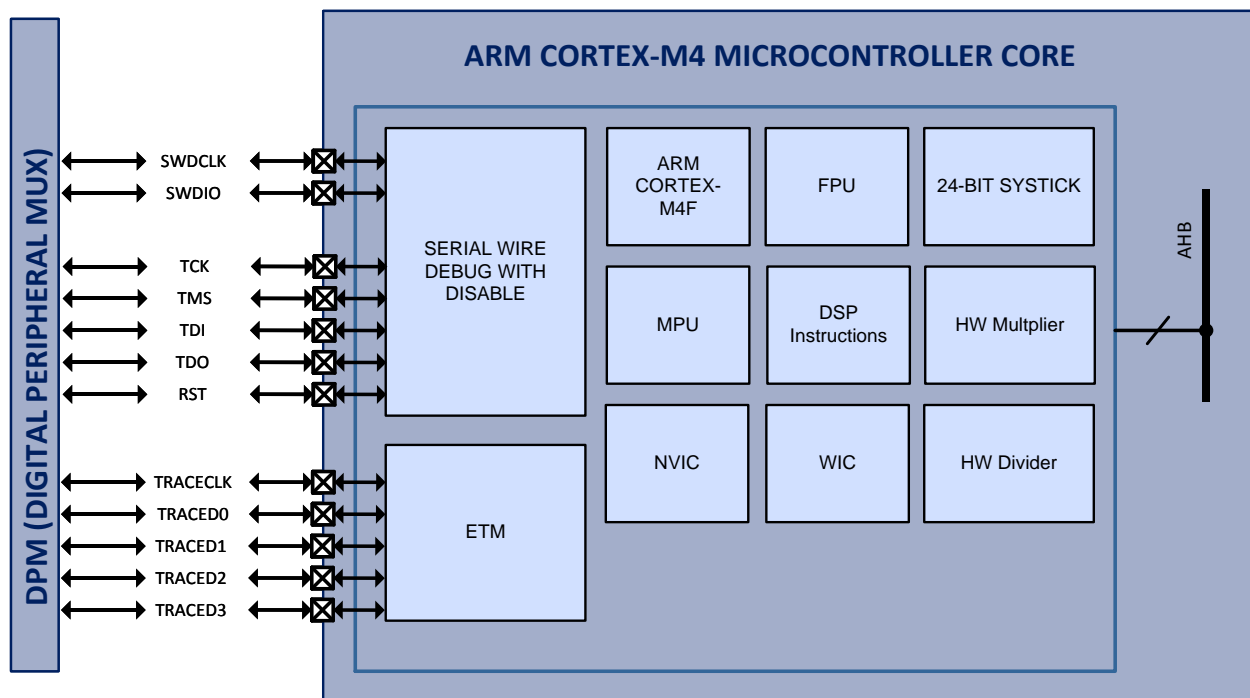 ARM CORTEX-M4 MICROCONTROLLER CORE
DPM (DIGITAL PERIPHERAL MUX)
SWDCLK
SWDIO
TCK
TMS
TDI
TDO
RST
TRACECLK
TRACED0
TRACED1
TRACED2
TRACED3
SERIAL WIRE
DEBUG WITH
DISABLE
ETM
ARM
CORTEX-
M4F
FPU
24-BIT SYSTICK
MPU
DSP
Instructions
HW Multplier
NVIC
WIC
HW Divider
AHB